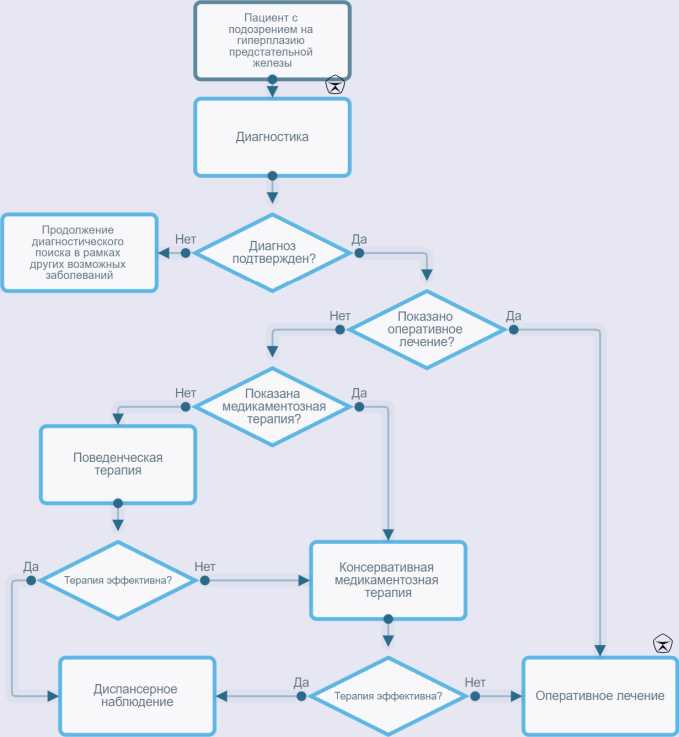 Пациент с
подозрением на
гиперплазию
предстательной
железы
Диагностика
Диагноз
подтвержден?
Нет
Да
Продолжение
диагностического
поиска в рамках
других возможных
заболеваний
Показано
оперативное
лечение?
Нет
Да
Показана
медикаментозная
терапия?
Нет
Да
Поведенческая
терапия
Терапия эффективна?
Да
Нет
Консервативная
медикаментозная
терапия
Терапия эффективна?
Да
Нет
Диспансерное
наблюдение
Оперативное лечение